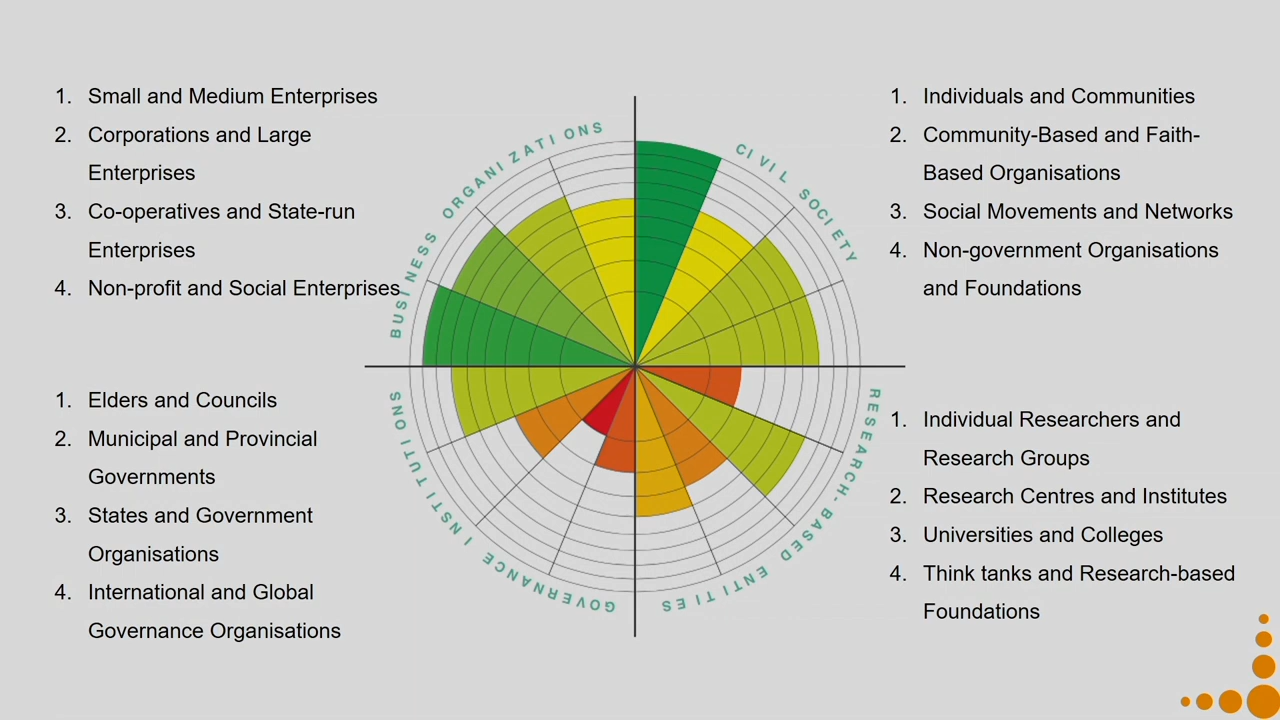 1. Small and Medium Enterprises
2. Corporations and Large
Enterprises
3. Co-operatives and State-run
Enterprises
4. Non-profit and Social Enterprises
1. Elders and Councils
2. Municipal and Provincial
Governments
3. States and Government
Organisations
4. International and Global
Governance Organisations
BUSINESS ORGANIZATIONS
CIVIL SOCIETY
GOVERNANCE INSTITUTIONS
RESEARCH-BASED ENTITIES
1. Individuals and Communities
2. Community-Based and Faith-
Based Organisations
3. Social Movements and Networks
4. Non-government Organisations
and Foundations
1. Individual Researchers and
Research Groups
2. Research Centres and Institutes
3. Universities and Colleges
4. Think tanks and Research-based
Foundations